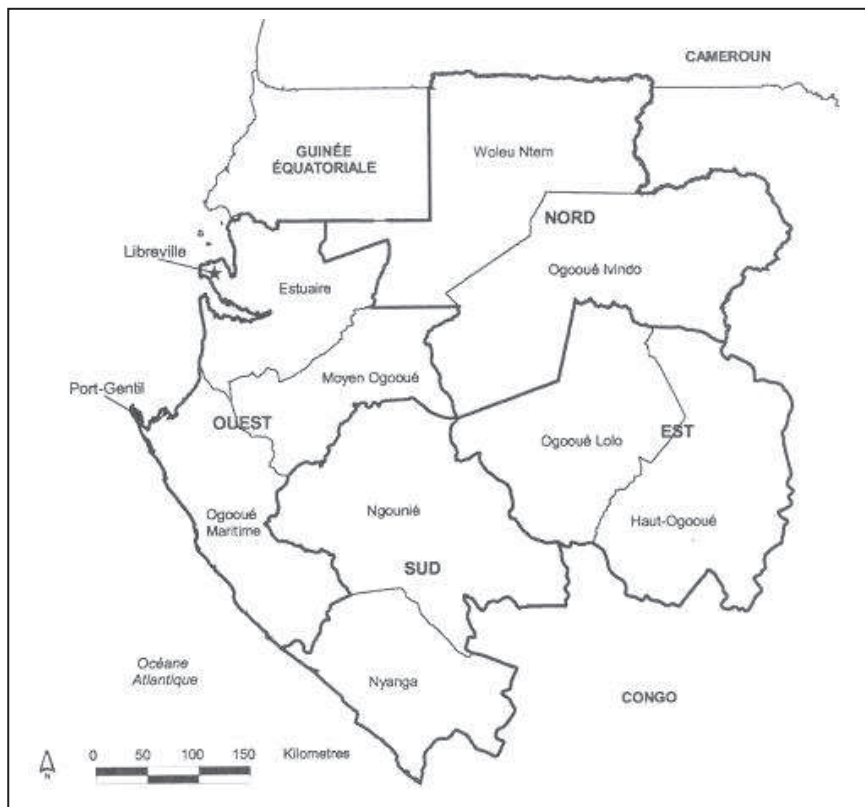 CAMEROUN
GUINÉE
ÉQUATORIALE
Woleu Ntem
NORD
Libreville
Ogooué Ivindo
Estuaire
Moyen Ogooué
Port-Gentil
OUEST
Ogooué Lolo
EST
Ogooué
Maritime
Ngounié
Haut-Ogooué
SUD
Océane
Atlantique
Nyanga
CONGO
0 50 100 150 Kilometres
N